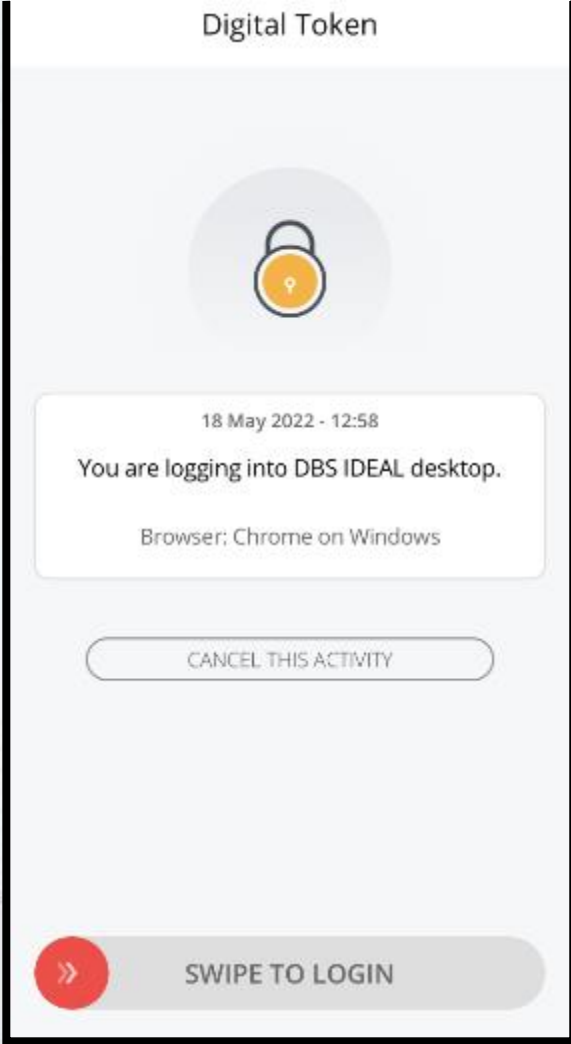 Digital Token
18 May 2022 - 12:58
You are logging into DBS IDEAL desktop.
Browser: Chrome on Windows
CANCEL THIS ACTIVITY
SWIPE TO LOGIN